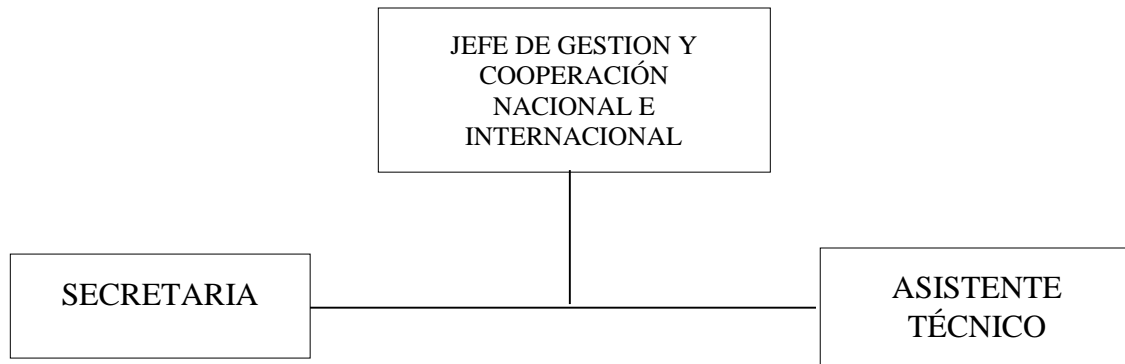 JEFE DE GESTION Y
COOPERACIÓN
NACIONAL E
INTERNACIONAL
SECRETARIA
ASISTENTE
TÉCNICO